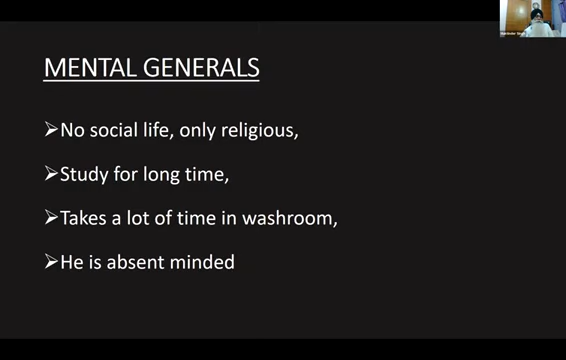 MENTAL GENERALS
➢No social life, only religious,
➢Study for long time,
➢Takes a lot of time in washroom,
➢He is absent minded